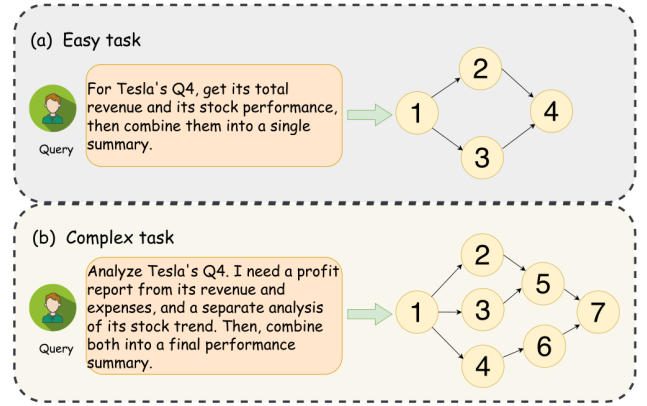 (a) Easy task
For Tesla's Q4, get its total
revenue and its stock performance,
then combine them into a single
summary.
Query
1
2
3
4
(b) Complex task
Analyze Tesla's Q4. I need a profit
report from its revenue and
expenses, and a separate analysis
of its stock trend. Then, combine
both into a final performance
summary.
Query
1
2
3
4
5
6
7